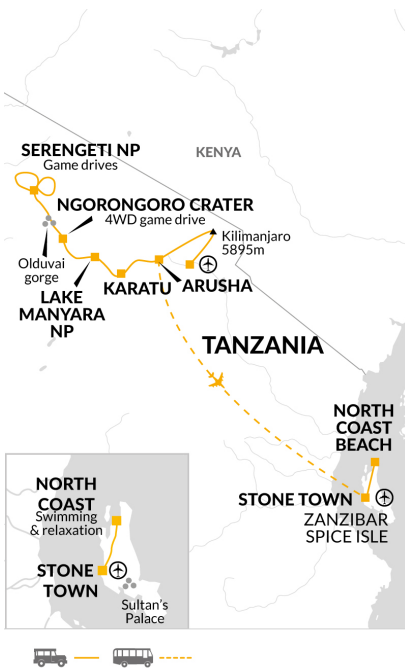 KENYA
SERENGETI NP
Game drives
NGORONGORO CRATER
4WD game drive
Kilimanjaro
5895m
Olduvai
gorge
LAKE
MANYARA
NP
KARATU
ARUSHA
TANZANIA
NORTH
COAST
BEACH
STONE TOWN
ZANZIBAR
SPICE ISLE
NORTH
COAST
Swimming
& relaxation
STONE
TOWN
Sultan's
Palace